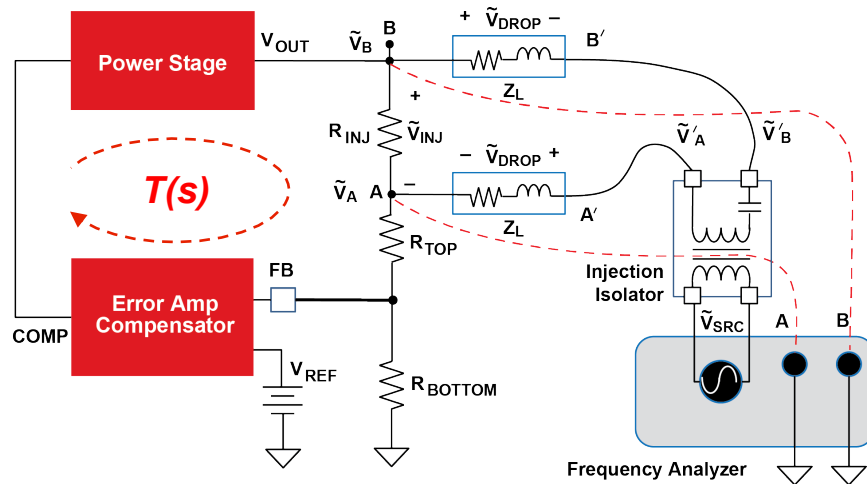 + ṼDROP –
B
B′
VOUT
ṼB
Power Stage
ZL
+
RINJ
ṼINJ
Ṽ′A
Ṽ′B
– ṼDROP +
T(s)
ṼA
A
–
ZL
A′
RTOP
FB
Injection
Isolator
Error Amp
Compensator
COMP
ṼSRC
A
B
VREF
RBOTTOM
Frequency Analyzer